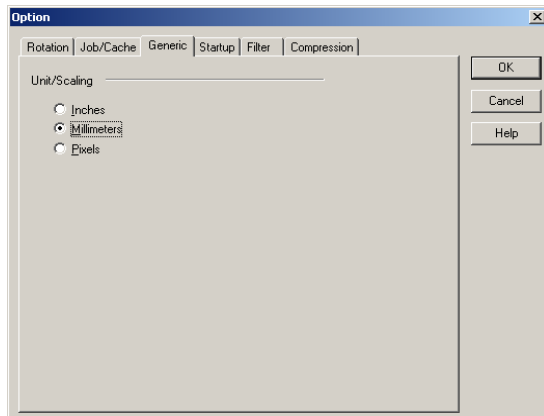 Option
Rotation Job/Cache Generic Startup Filter Compression
OK
Unit/Scaling
Cancel
Inches
Millimeters
Help
Pixels